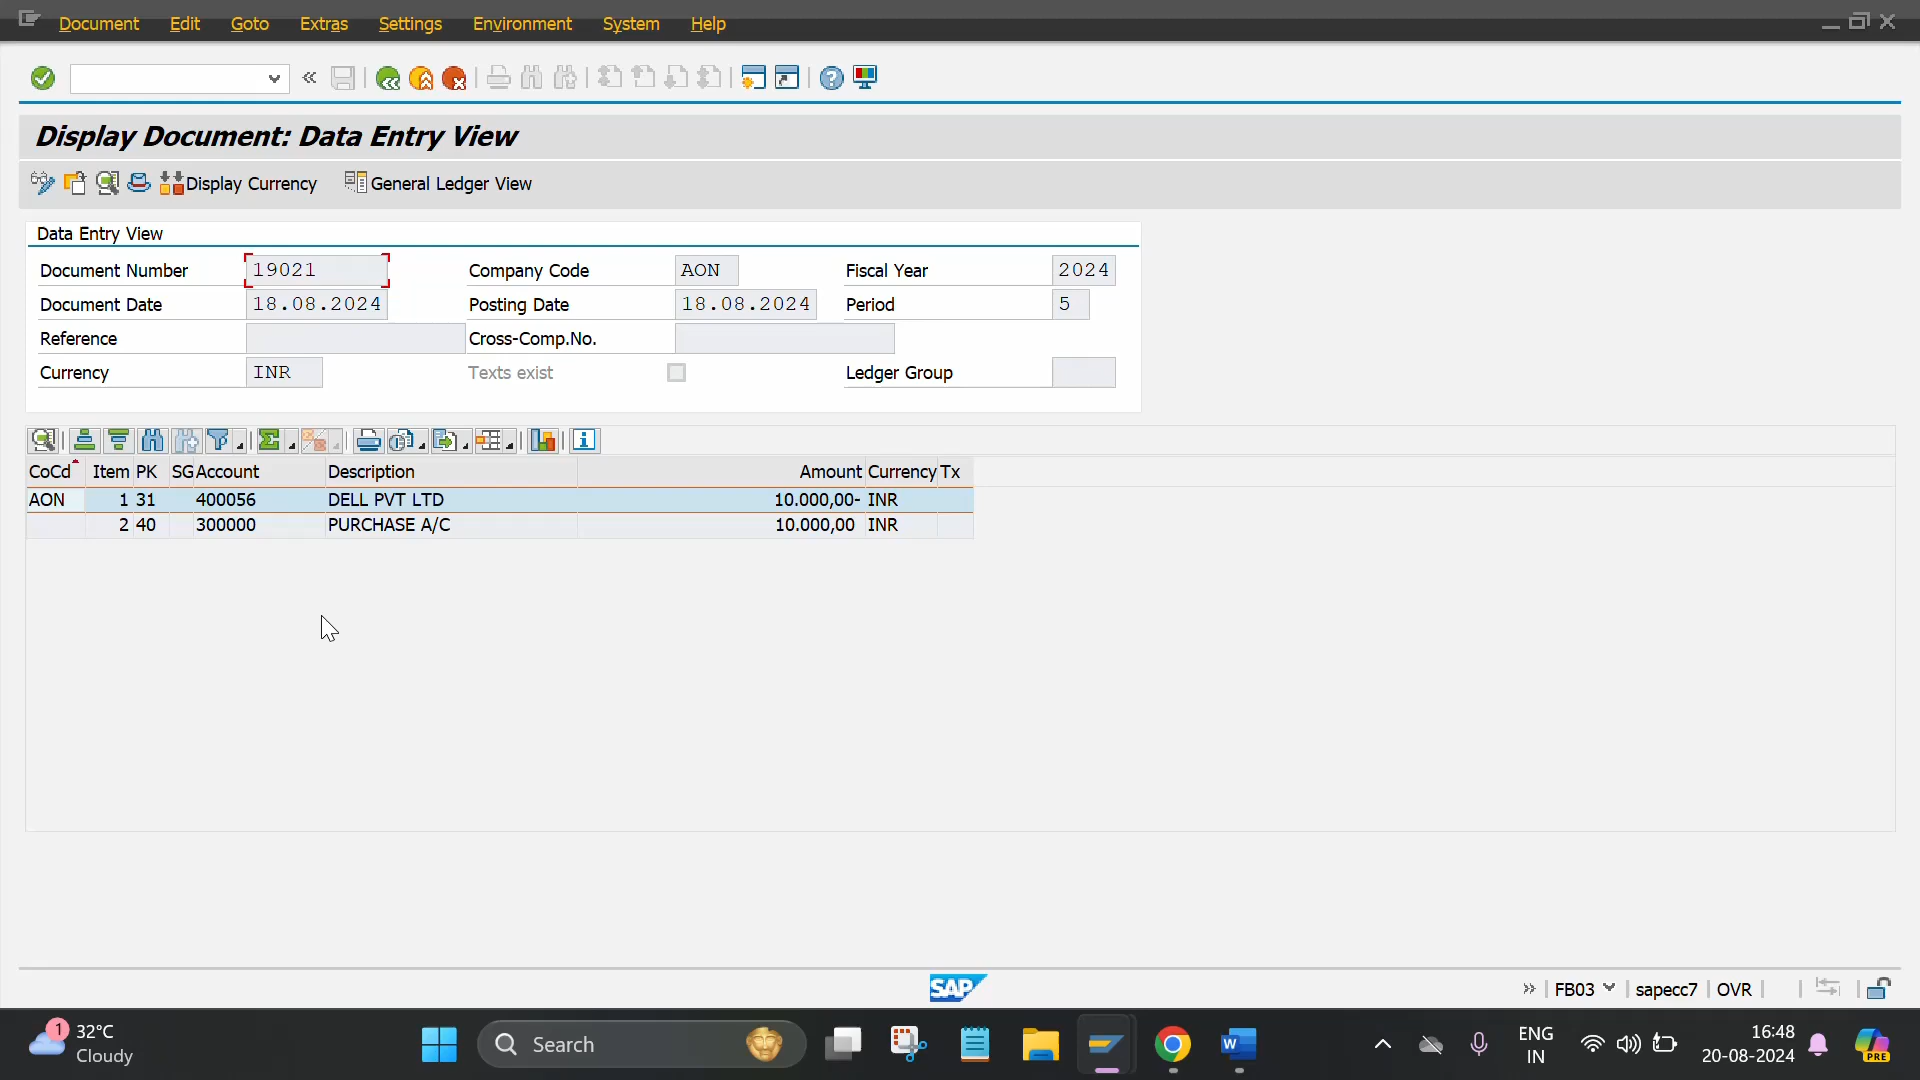 Document Edit Goto Extras Settings Environment System Help
Display Document: Data Entry View
Display Currency General Ledger View
Data Entry View
Document Number 19021 Company Code AON Fiscal Year 2024
Document Date 18.08.2024 Posting Date 18.08.2024 Period 5
Reference Cross-Comp.No.
Currency INR Texts exist Ledger Group
CoCd Item PK SG Account Description Amount Currency Tx
AON 1 31 400056 DELL PVT LTD 10.000,00- INR
2 40 300000 PURCHASE A/C 10.000,00 INR
SAP FB03 sapecc7 OVR
1 32°C Search ENG 16:48
Cloudy IN 20-08-2024 PRE